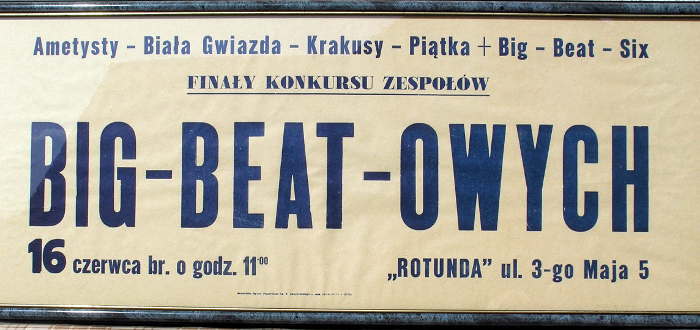 Ametysty - Biała Gwiazda - Krakusy - Piątka + Big - Beat - Six
FINAŁY KONKURSU ZESPOŁÓW
BIG-BEAT-OWYCH
16 czerwca br. o godz. 11⁰⁰ „ROTUNDA" ul. 3-go Maja 5